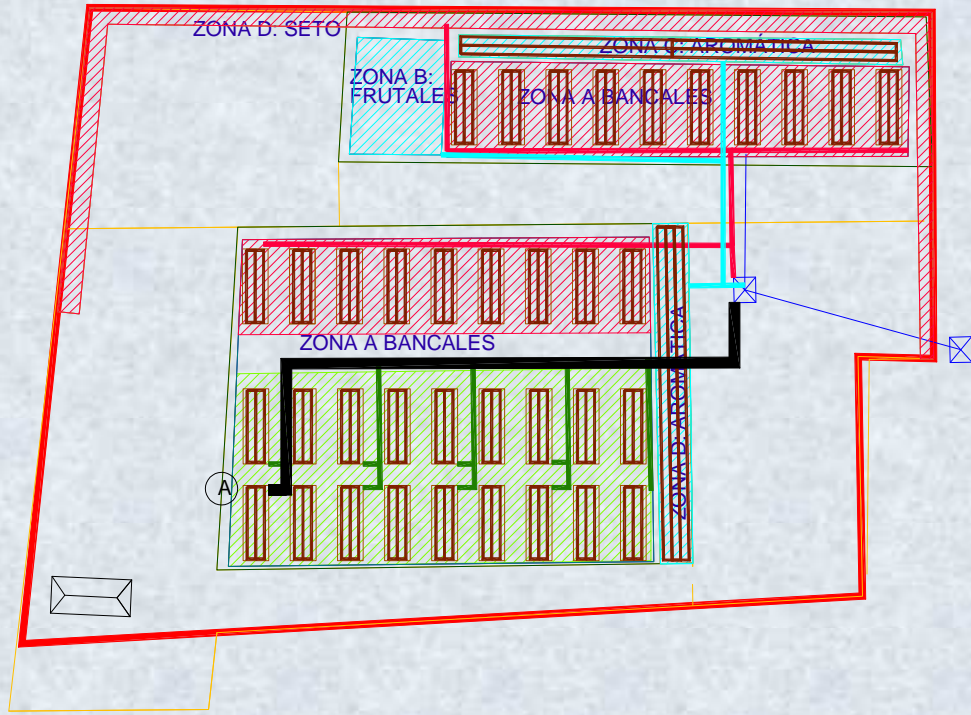 ZONA D: SETO
ZONA C: AROMÁTICA
ZONA B:
FRUTALES
ZONA A BANCALES
ZONA A BANCALES
ZONA D: AROMÁTICA
A